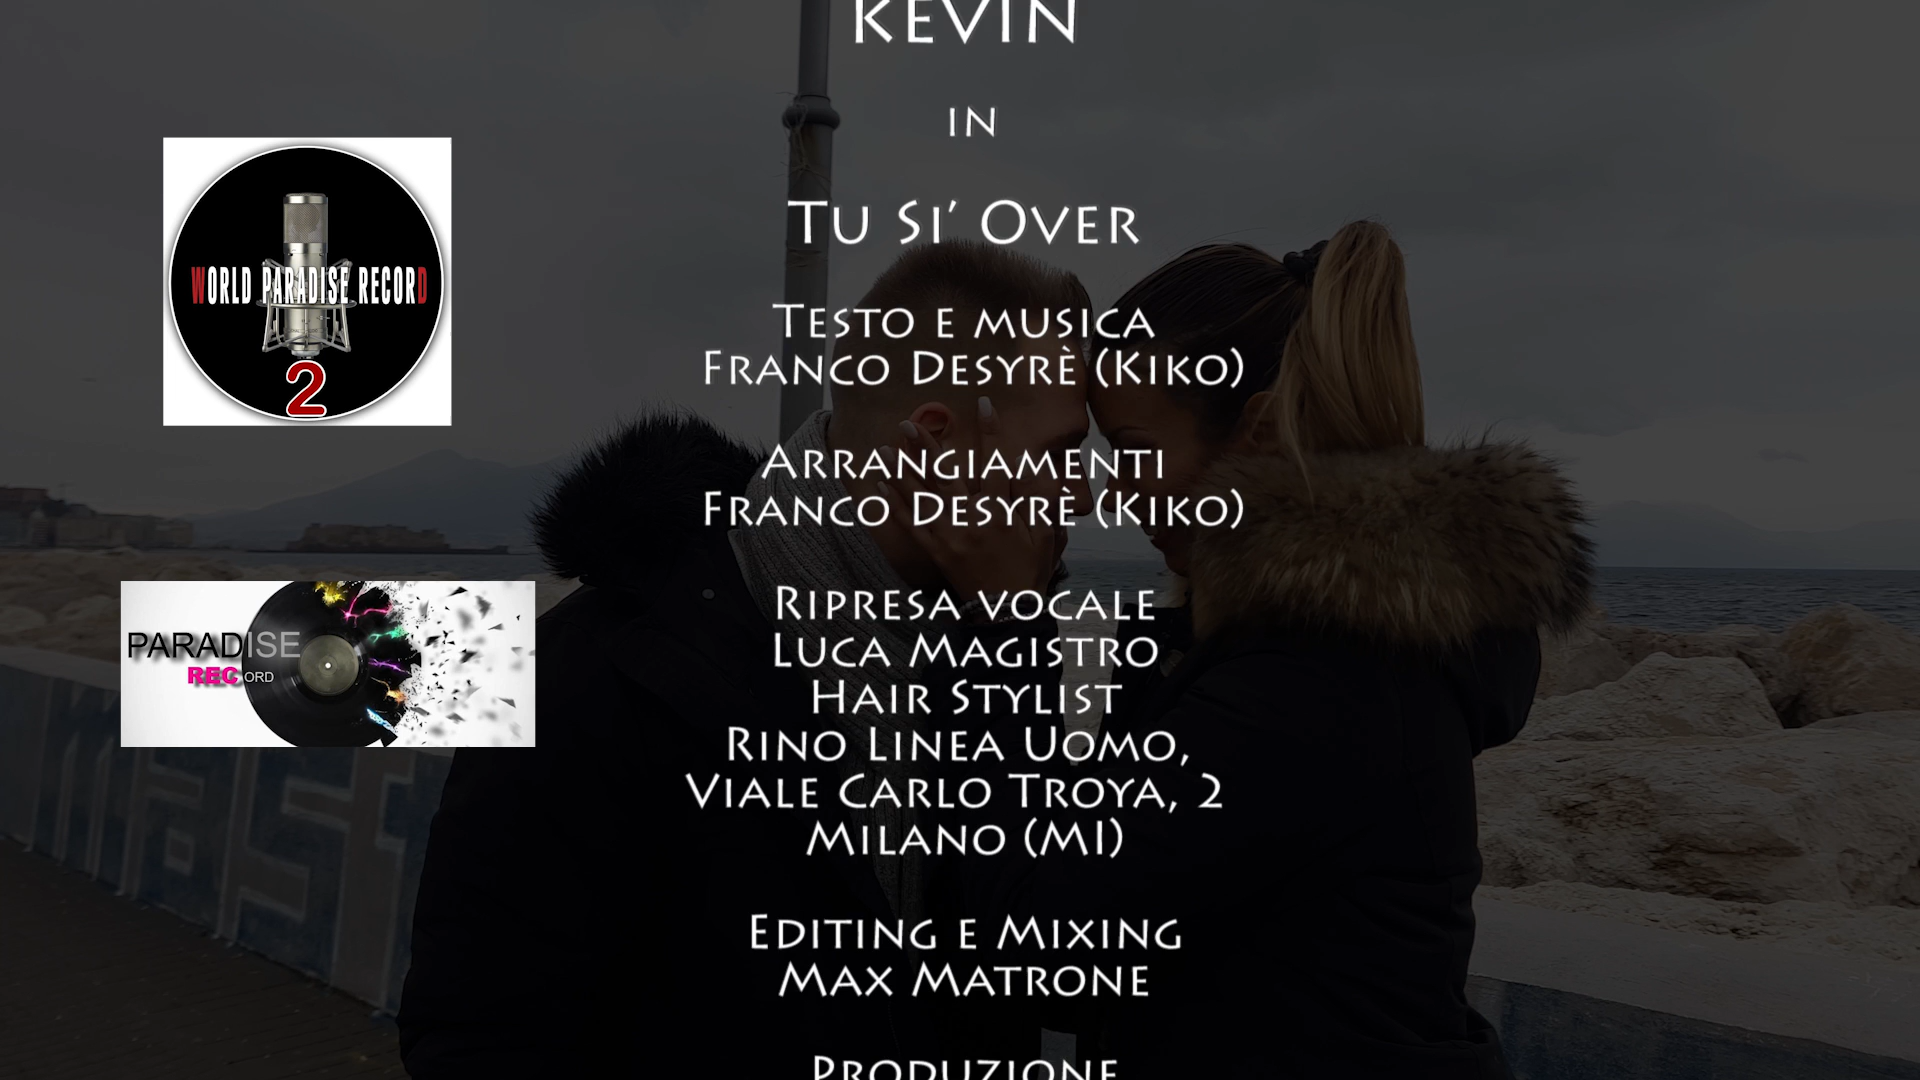 KEVIN
IN
TU SI’ OVER
TESTO E MUSICA
FRANCO DESYRÈ (KIKO)
ARRANGIAMENTI
FRANCO DESYRÈ (KIKO)
RIPRESA VOCALE
LUCA MAGISTRO
HAIR STYLIST
RINO LINEA UOMO,
VIALE CARLO TROYA, 2
MILANO (MI)
EDITING E MIXING
MAX MATRONE
PRODUZIONE
WORLD PARADISE RECORD
2
PARADISE
RECORD